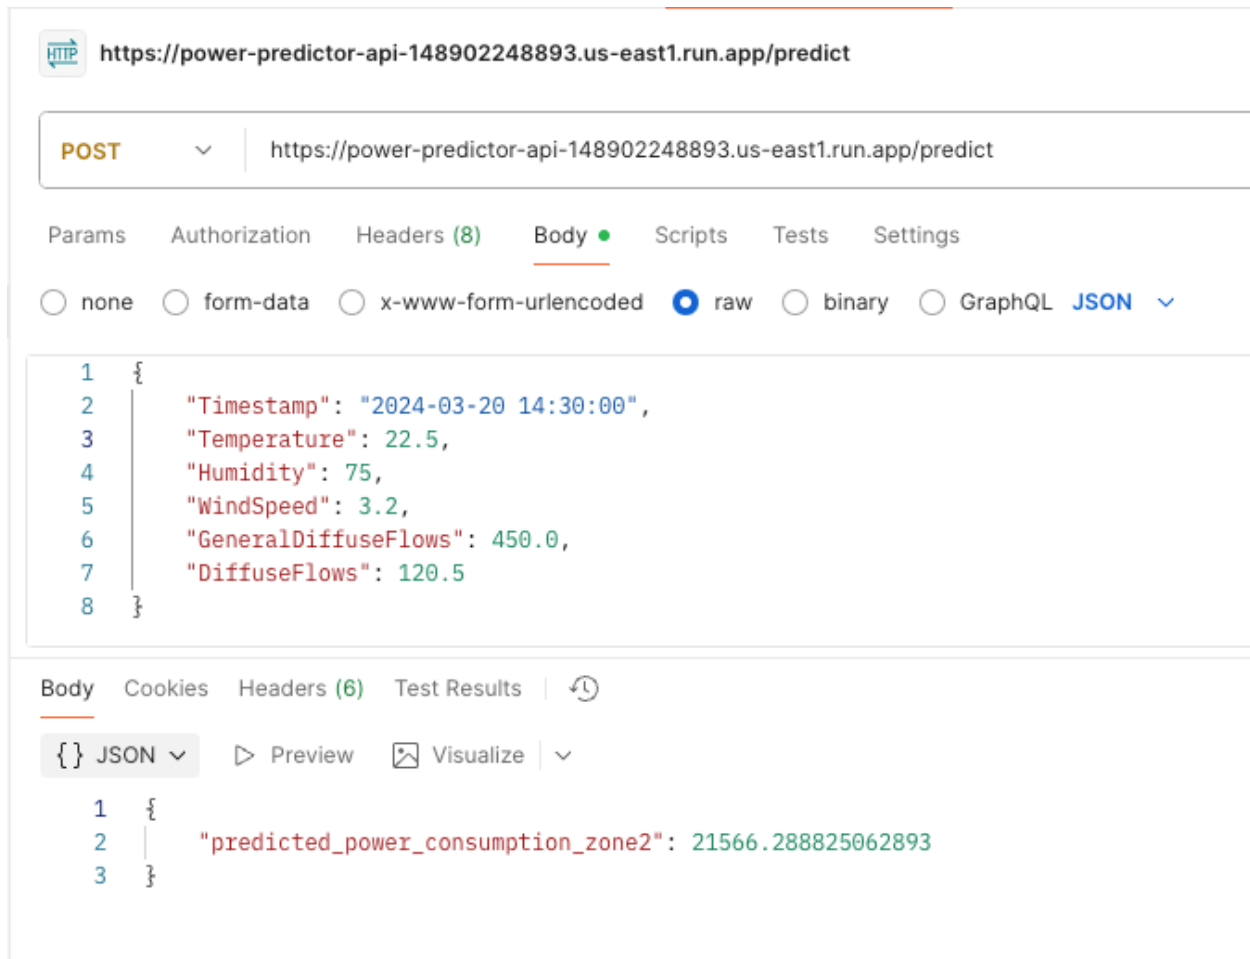 HTTP https://power-predictor-api-148902248893.us-east1.run.app/predict
POST https://power-predictor-api-148902248893.us-east1.run.app/predict
Params Authorization Headers (8) Body Scripts Tests Settings
none form-data x-www-form-urlencoded raw binary GraphQL JSON
1 {
2 "Timestamp": "2024-03-20 14:30:00",
3 "Temperature": 22.5,
4 "Humidity": 75,
5 "WindSpeed": 3.2,
6 "GeneralDiffuseFlows": 450.0,
7 "DiffuseFlows": 120.5
8 }
Body Cookies Headers (6) Test Results
{} JSON Preview Visualize
1 {
2 "predicted_power_consumption_zone2": 21566.288825062893
3 }